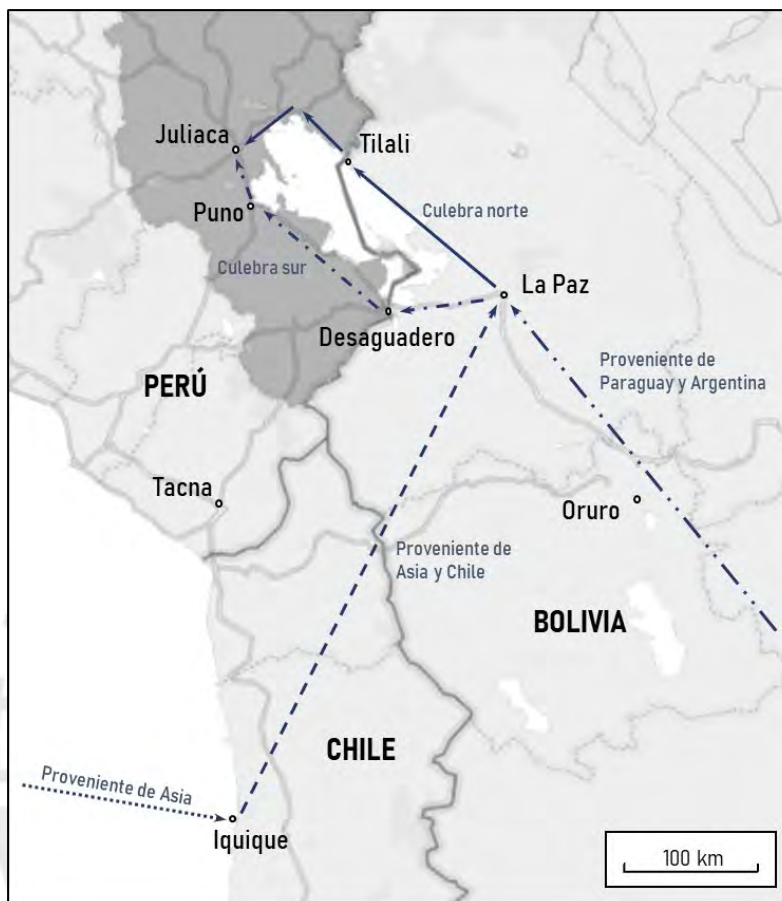 Juliaca
Tilali
Puno
Culebra norte
Culebra sur
La Paz
Desaguadero
PERÚ
Proveniente de
Paraguay y Argentina
Tacna
Oruro
Proveniente de
Asia y Chile
BOLIVIA
CHILE
Proveniente de Asia
Iquique
100 km